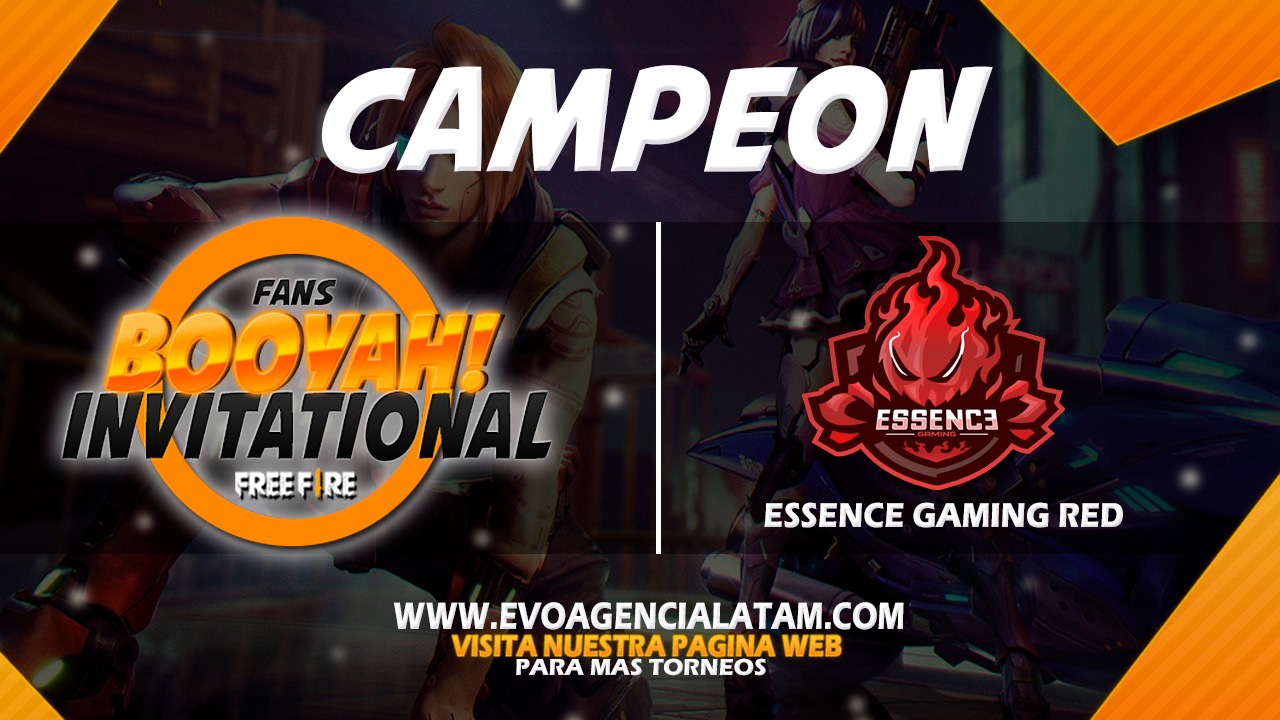 CAMPEON
FANS
BOOYAH!
INVITATIONAL
FREE FIRE
ESSENCE
GAMING
ESSENCE GAMING RED
WWW.EVOAGENCIALATAM.COM
VISITA NUESTRA PAGINA WEB
PARA MAS TORNEOS